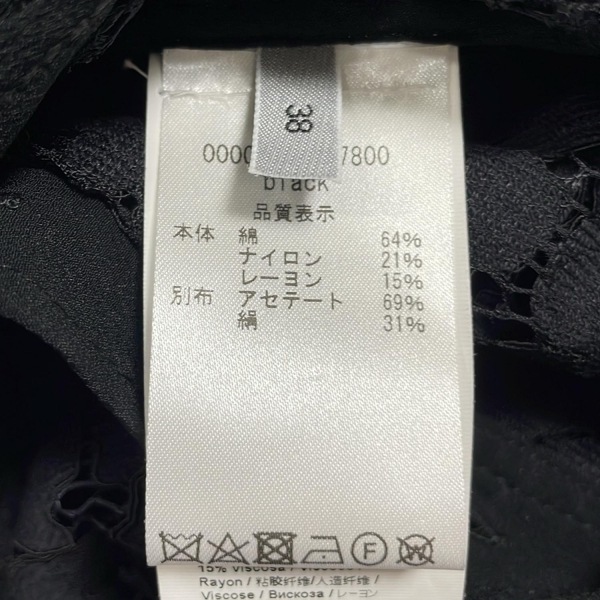 38
0000 7800
black
品質表示
本体 綿 64%
ナイロン 21%
レーヨン 15%
別布 アセテート 69%
絹 31%
F W
15% Viscosa /
Rayon / 粘胶纤维/人造纤维/
Viscose / Вискоза / レーヨン